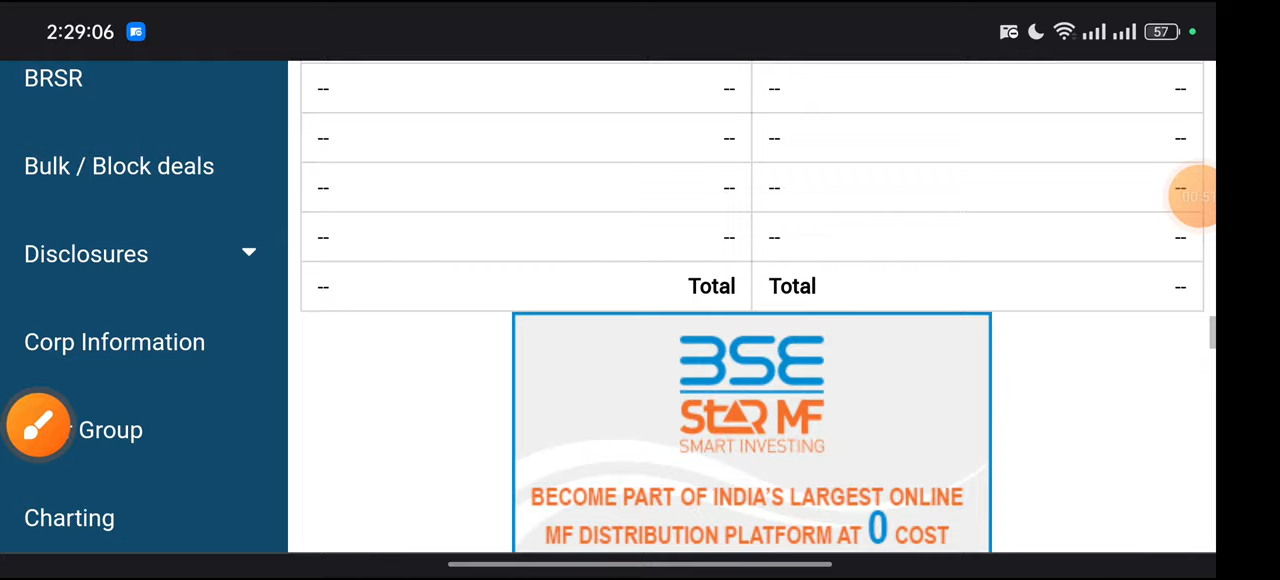 2:29:06
57
BRSR
Bulk / Block deals
Disclosures
Corp Information
Group
Charting
-- -- -- --
-- -- -- --
-- -- -- --
-- -- -- --
-- Total Total --
BSE
StAR MF
SMART INVESTING
BECOME PART OF INDIA'S LARGEST ONLINE
MF DISTRIBUTION PLATFORM AT 0 COST